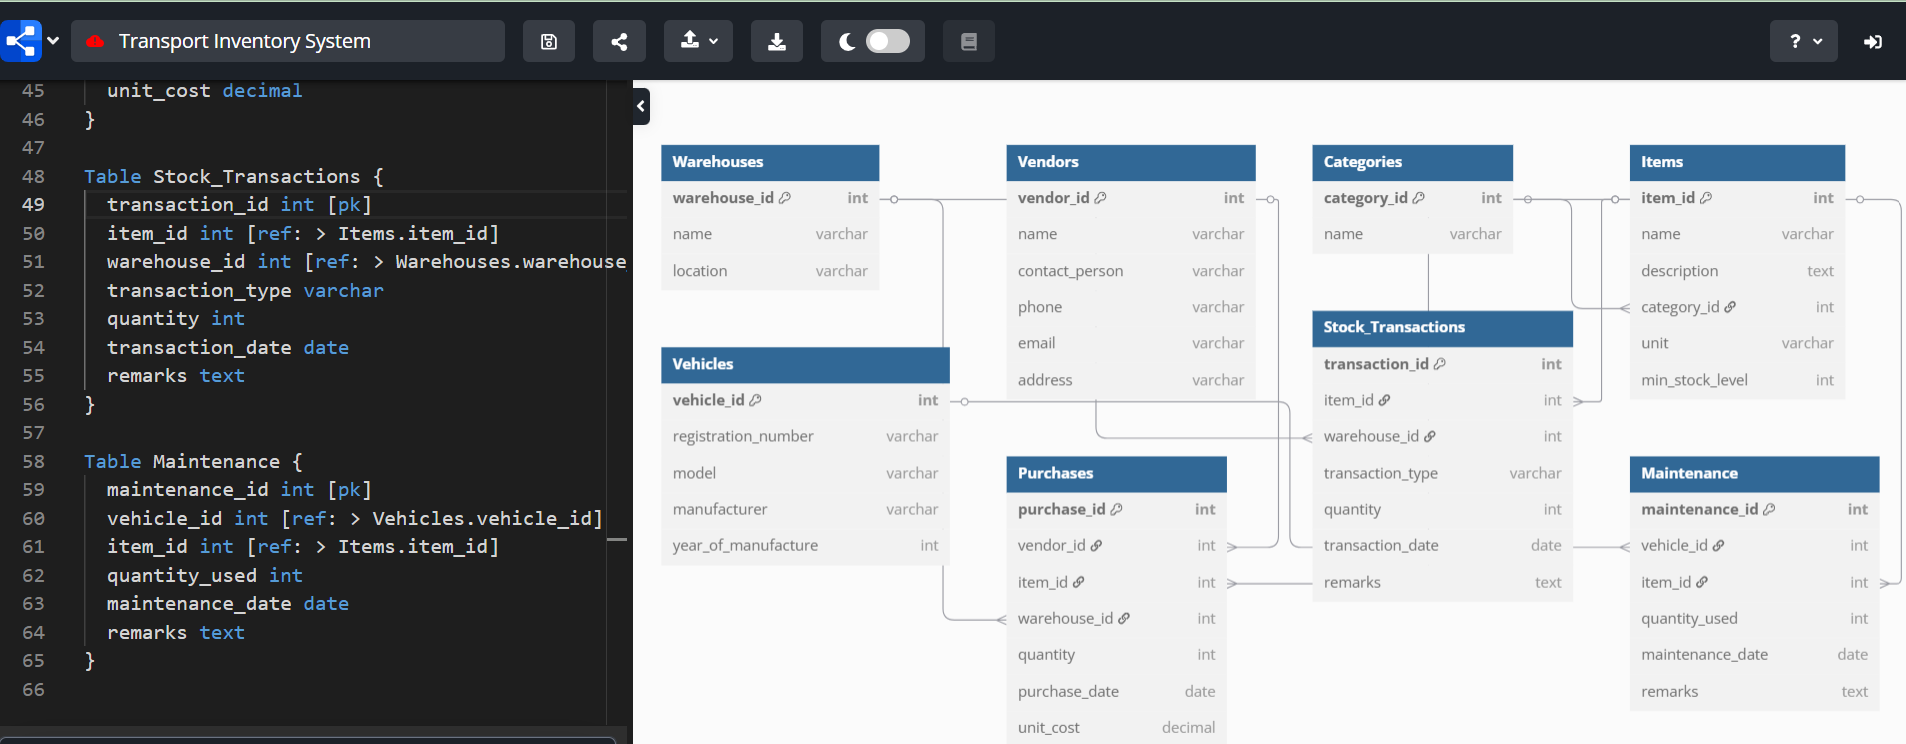 Transport Inventory System
?
45 unit_cost decimal
46 }
47
48 Table Stock_Transactions {
49 transaction_id int [pk]
50 item_id int [ref: > Items.item_id]
51 warehouse_id int [ref: > Warehouses.warehouse_
52 transaction_type varchar
53 quantity int
54 transaction_date date
55 remarks text
56 }
57
58 Table Maintenance {
59 maintenance_id int [pk]
60 vehicle_id int [ref: > Vehicles.vehicle_id]
61 item_id int [ref: > Items.item_id]
62 quantity_used int
63 maintenance_date date
64 remarks text
65 }
66
Warehouses
warehouse_id int
name varchar
location varchar
Vendors
vendor_id int
name varchar
contact_person varchar
phone varchar
email varchar
address varchar
Categories
category_id int
name varchar
Items
item_id int
name varchar
description text
category_id int
unit varchar
min_stock_level int
Vehicles
vehicle_id int
registration_number varchar
model varchar
manufacturer varchar
year_of_manufacture int
Stock_Transactions
transaction_id int
item_id int
warehouse_id int
transaction_type varchar
quantity int
transaction_date date
remarks text
Purchases
purchase_id int
vendor_id int
item_id int
warehouse_id int
quantity int
purchase_date date
unit_cost decimal
Maintenance
maintenance_id int
vehicle_id int
item_id int
quantity_used int
maintenance_date date
remarks text